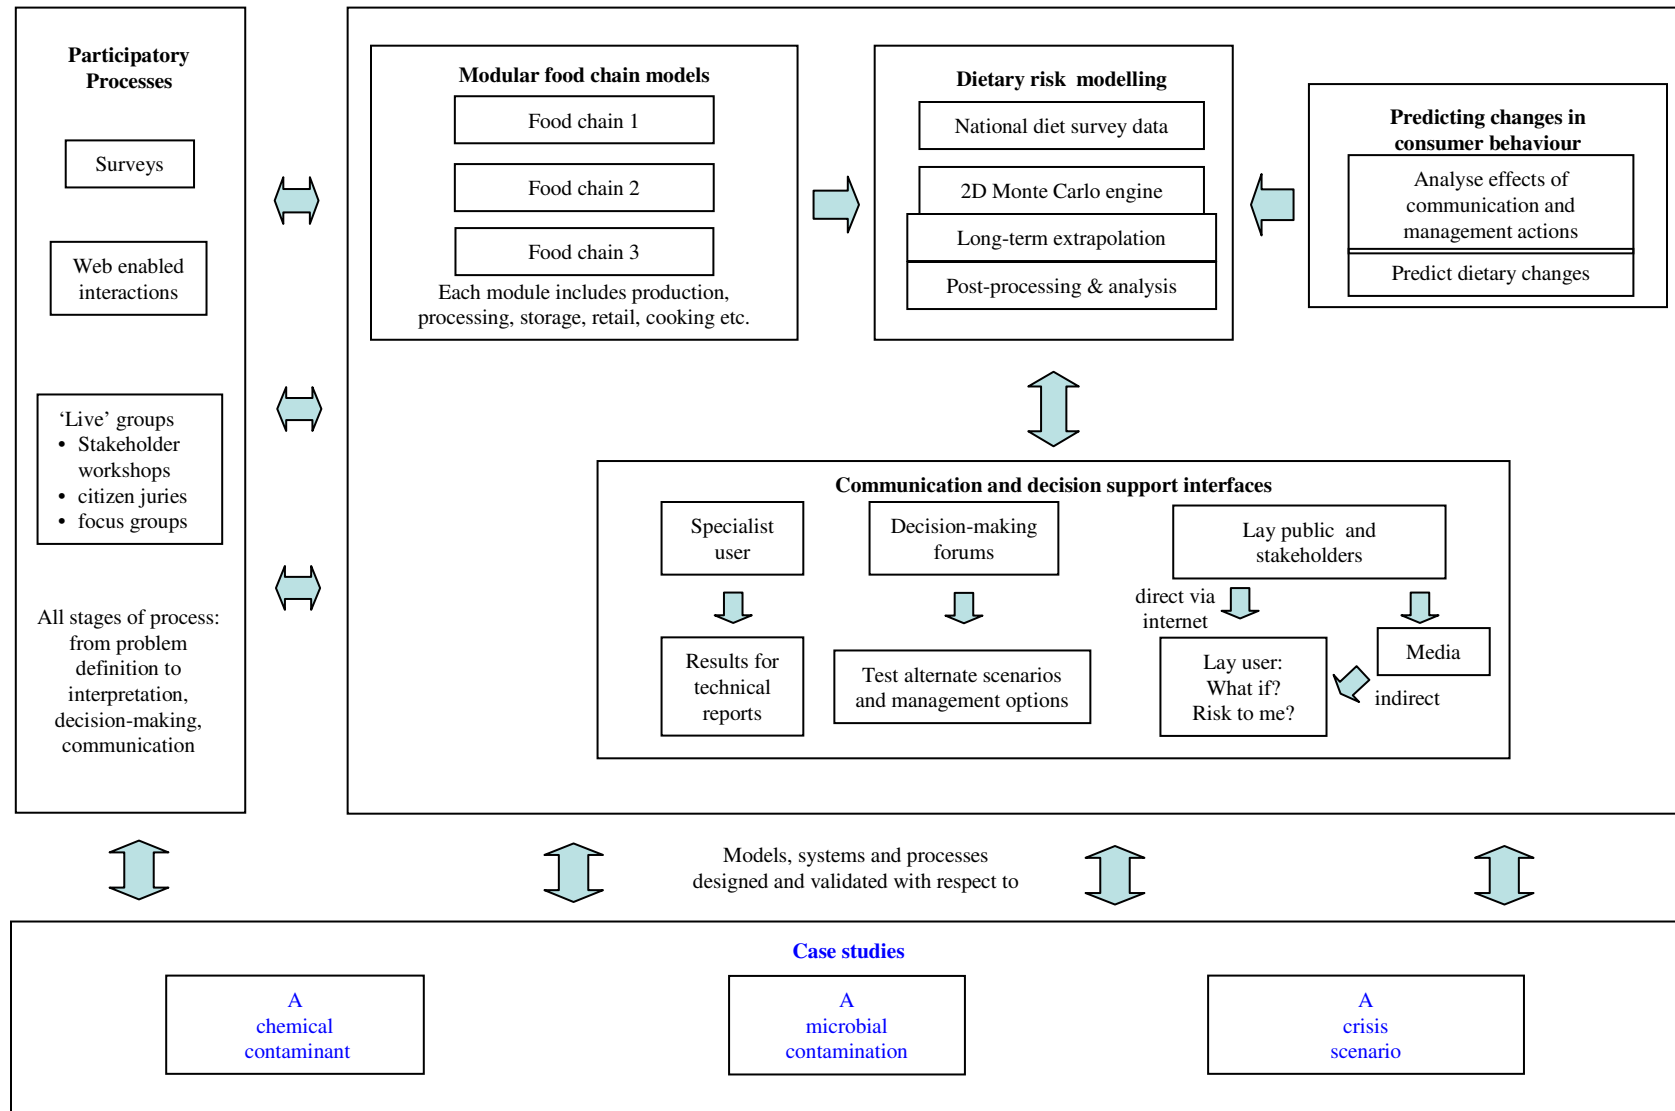 Participatory
Processes
Surveys
Web enabled
interactions
‘Live’ groups
• Stakeholder
workshops
• citizen juries
• focus groups
All stages of process:
from problem
definition to
interpretation,
decision-making,
communication
Modular food chain models
Food chain 1
Food chain 2
Food chain 3
Each module includes production,
processing, storage, retail, cooking etc.
Dietary risk modelling
National diet survey data
2D Monte Carlo engine
Long-term extrapolation
Post-processing & analysis
Predicting changes in
consumer behaviour
Analyse effects of
communication and
management actions
Predict dietary changes
Communication and decision support interfaces
Specialist
user
Results for
technical
reports
Decision-making
forums
Test alternate scenarios
and management options
Lay public and
stakeholders
direct via
internet
Lay user:
What if?
Risk to me?
Media
indirect
Models, systems and processes
designed and validated with respect to
Case studies
A
chemical
contaminant
A
microbial
contamination
A
crisis
scenario